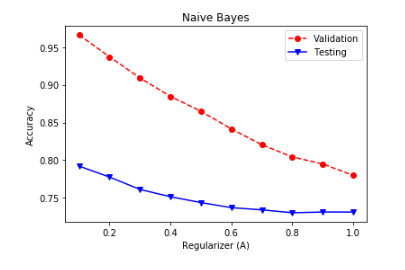 Naive Bayes
Validation
Testing
Accuracy
0.95
0.90
0.85
0.80
0.75
0.2 0.4 0.6 0.8 1.0
Regularizer (A)